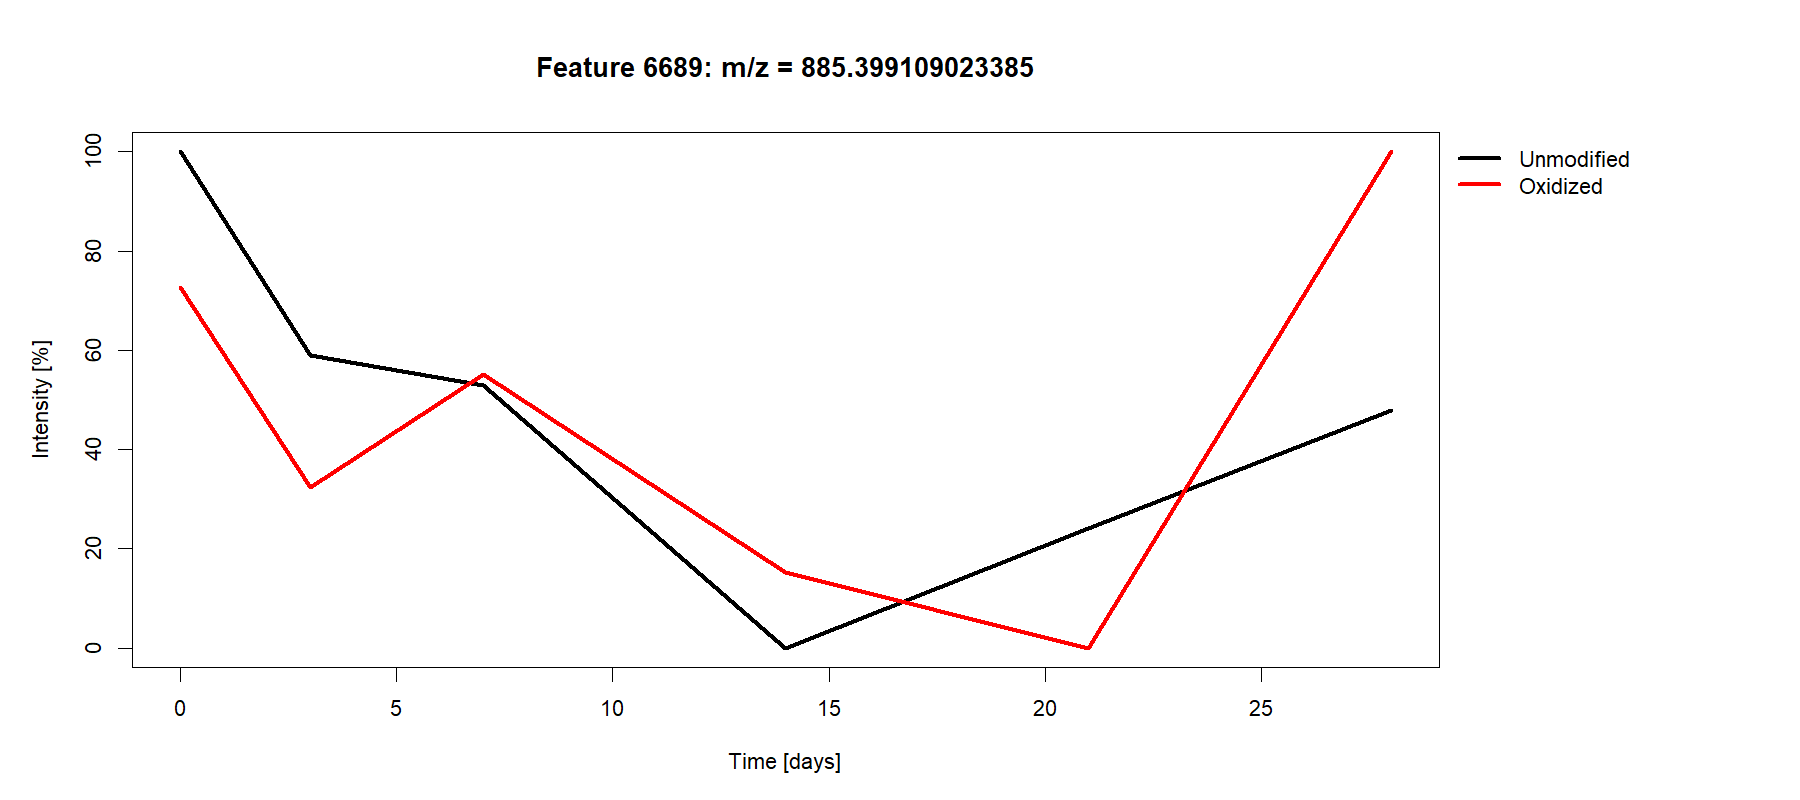 Feature 6689: m/z = 885.399109023385
Unmodified
Oxidized
Intensity [%]
100
80
60
40
20
0
0 5 10 15 20 25
Time [days]